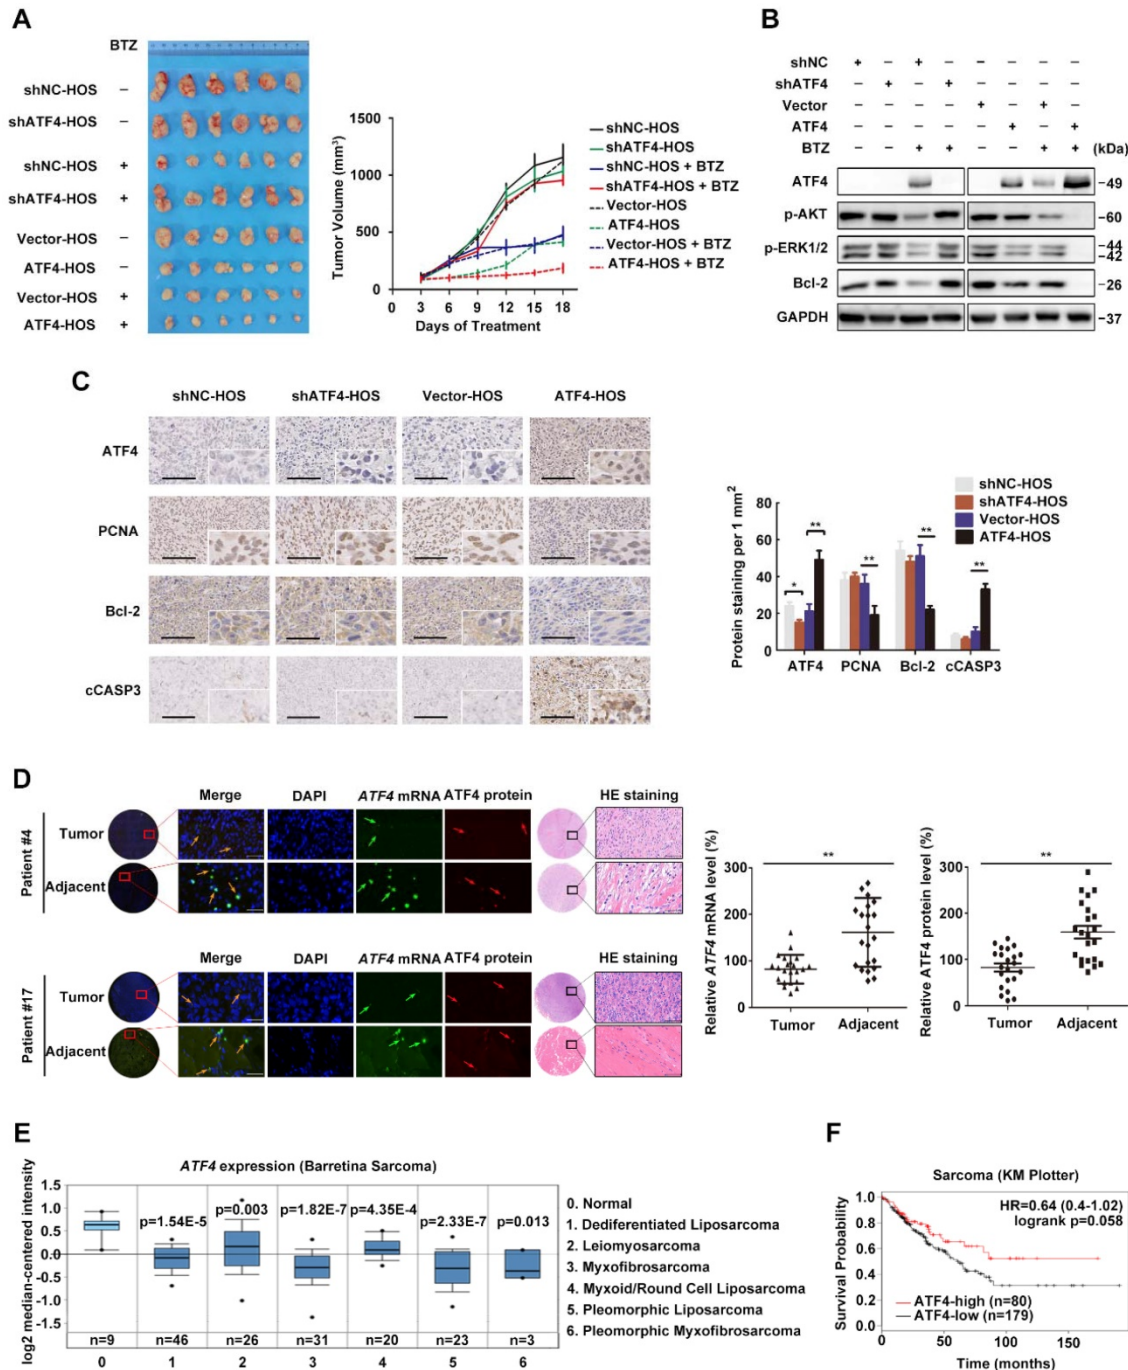 A
BTZ
shNC-HOS −
shATF4-HOS −
shNC-HOS +
shATF4-HOS +
Vector-HOS −
ATF4-HOS −
Vector-HOS +
ATF4-HOS +
Tumor Volume (mm³)
1500
1000
500
0
0 3 6 9 12 15 18
Days of Treatment
shNC-HOS
shATF4-HOS
shNC-HOS + BTZ
shATF4-HOS + BTZ
Vector-HOS
ATF4-HOS
Vector-HOS + BTZ
ATF4-HOS + BTZ
B
shNC + − + − − − − −
shATF4 − + − + − − − −
Vector − − − − + − + −
ATF4 − − − − − + − +
BTZ − − + + − − + + (kDa)
ATF4 −49
p-AKT −60
p-ERK1/2 −44
−42
Bcl-2 −26
GAPDH −37
C
shNC-HOS shATF4-HOS Vector-HOS ATF4-HOS
ATF4
PCNA
Bcl-2
cCASP3
Protein staining per 1 mm²
80
60
40
20
0
* ** ** ** **
ATF4 PCNA Bcl-2 cCASP3
shNC-HOS
shATF4-HOS
Vector-HOS
ATF4-HOS
D
Merge DAPI ATF4 mRNA ATF4 protein HE staining
Patient #4
Tumor
Adjacent
Merge DAPI ATF4 mRNA ATF4 protein HE staining
Patient #17
Tumor
Adjacent
Relative ATF4 mRNA level (%)
300
200
100
0
**
Tumor Adjacent
Relative ATF4 protein level (%)
300
200
100
0
**
Tumor Adjacent
E
ATF4 expression (Barretina Sarcoma)
log2 median-centered intensity
1.5
1.0
0.5
0.0
-0.5
-1.0
-1.5
p=1.54E-5 p=0.003 p=1.82E-7 p=4.35E-4 p=2.33E-7 p=0.013
n=9 n=46 n=26 n=31 n=20 n=23 n=3
0 1 2 3 4 5 6
0. Normal
1. Dediferentiated Liposarcoma
2. Leiomyosarcoma
3. Myxofibrosarcoma
4. Myxoid/Round Cell Liposarcoma
5. Pleomorphic Liposarcoma
6. Pleomorphic Myxofibrosarcoma
F
Sarcoma (KM Plotter)
HR=0.64 (0.4-1.02)
logrank p=0.058
Survival Probability
1.0
0.8
0.6
0.4
0.2
0.0
ATF4-high (n=80)
ATF4-low (n=179)
0 50 100 150
Time (months)